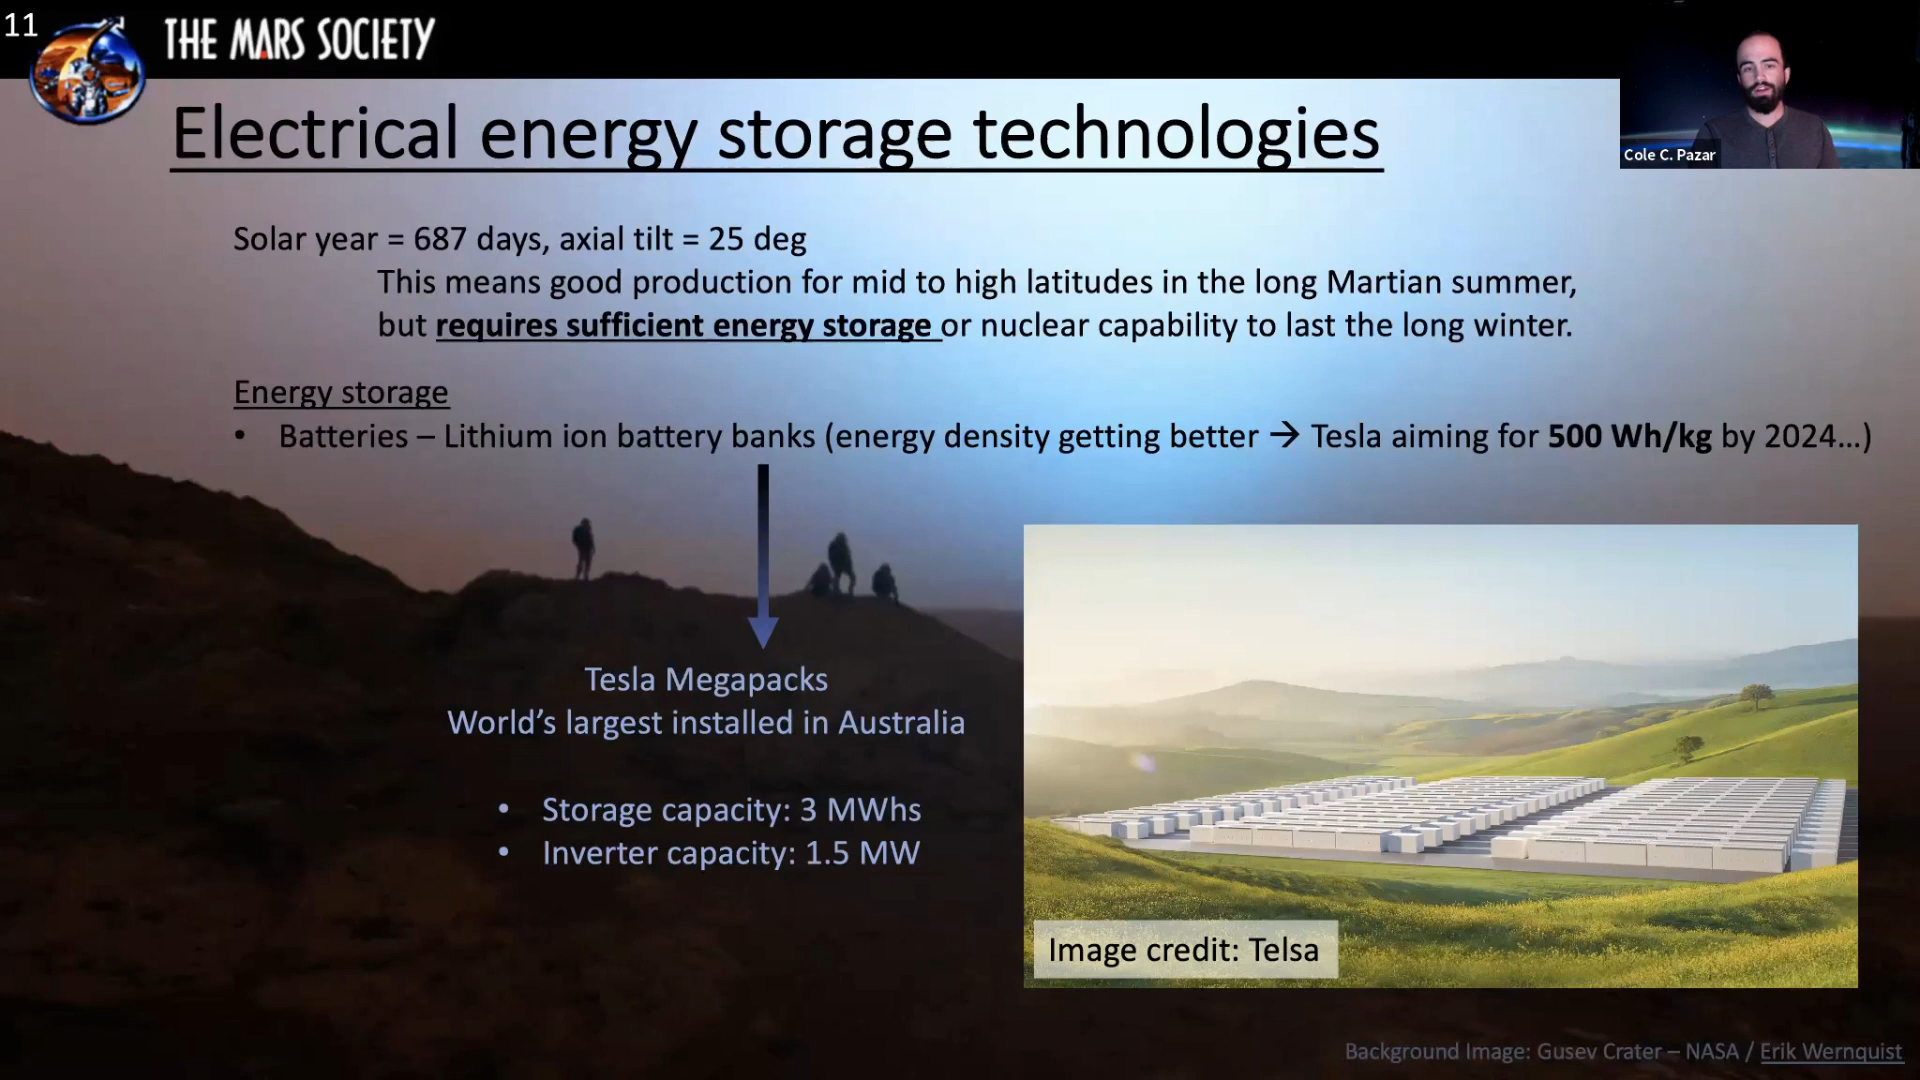 11
THE MARS SOCIETY
Cole C. Pazar
Electrical energy storage technologies
Solar year = 687 days, axial tilt = 25 deg
This means good production for mid to high latitudes in the long Martian summer,
but requires sufficient energy storage or nuclear capability to last the long winter.
Energy storage
• Batteries – Lithium ion battery banks (energy density getting better → Tesla aiming for 500 Wh/kg by 2024…)
Tesla Megapacks
World’s largest installed in Australia
• Storage capacity: 3 MWhs
• Inverter capacity: 1.5 MW
Image credit: Telsa
Background Image: Gusev Crater – NASA / Erik Wernquist